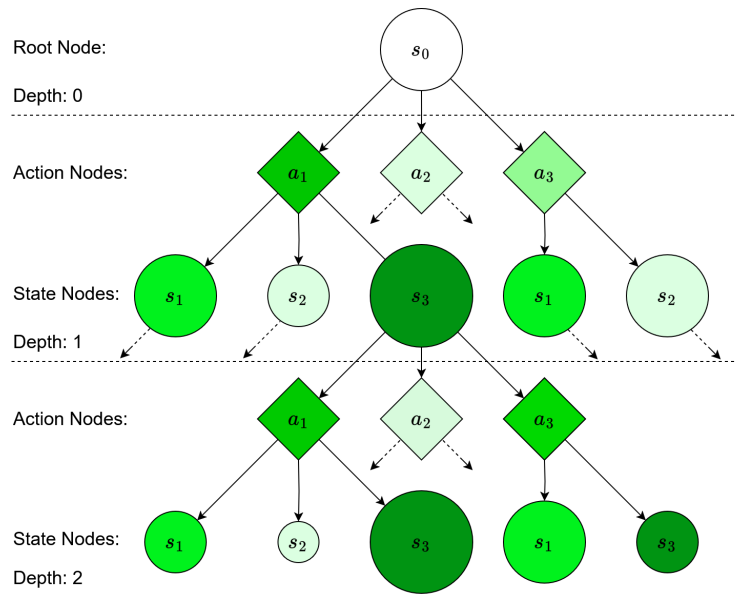 Root Node:
s₀
Depth: 0
Action Nodes:
a₁
a₂
a₃
State Nodes:
s₁
s₂
s₃
s₁
s₂
Depth: 1
Action Nodes:
a₁
a₂
a₃
State Nodes:
s₁
s₂
s₃
s₁
s₃
Depth: 2